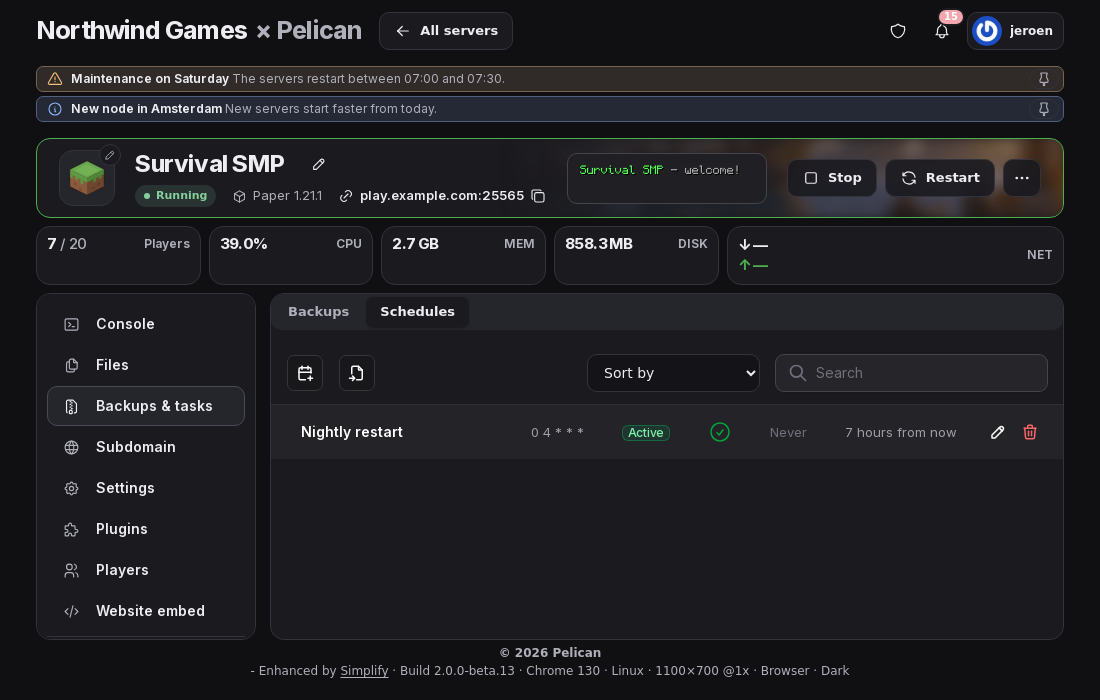 Northwind Games × Pelican
All servers
15
jeroen
Maintenance on Saturday The servers restart between 07:00 and 07:30.
New node in Amsterdam New servers start faster from today.
Survival SMP
Running
Paper 1.21.1
play.example.com:25565
Survival SMP — welcome!
Stop
Restart
7 / 20 Players
39.0% CPU
2.7 GB MEM
858.3 MB DISK
↓—
↑—
NET
Console
Files
Backups & tasks
Subdomain
Settings
Plugins
Players
Website embed
Backups Schedules
Sort by
Search
Nightly restart 0 4 * * * Active Never 7 hours from now
© 2026 Pelican
- Enhanced by Simplify · Build 2.0.0-beta.13 · Chrome 130 · Linux · 1100×700 @1x · Browser · Dark